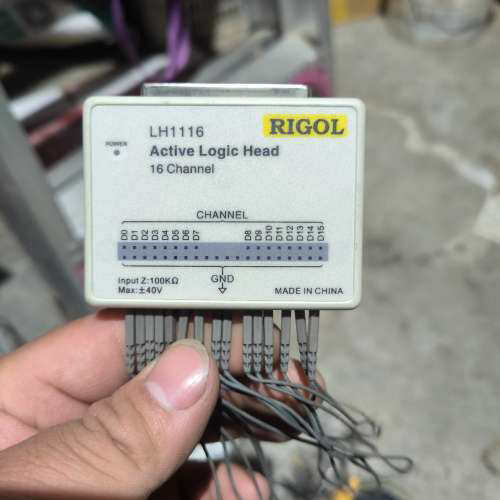 LH1116
RIGOL
POWER
Active Logic Head
16 Channel
CHANNEL
D0 D1 D2 D3 D4 D5 D6 D7 D8 D9 D10 D11 D12 D13 D14 D15
Input Z:100KΩ
GND
Max:±40V
MADE IN CHINA